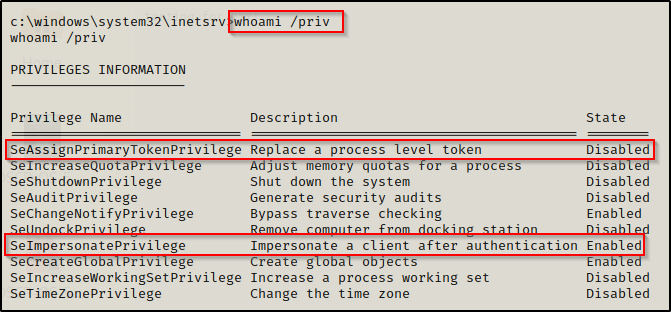 c:\windows\system32\inetsrv>whoami /priv
whoami /priv
PRIVILEGES INFORMATION
Privilege Name Description State
SeAssignPrimaryTokenPrivilege Replace a process level token Disabled
SeIncreaseQuotaPrivilege Adjust memory quotas for a process Disabled
SeShutdownPrivilege Shut down the system Disabled
SeAuditPrivilege Generate security audits Disabled
SeChangeNotifyPrivilege Bypass traverse checking Enabled
SeUndockPrivilege Remove computer from docking station Disabled
SeImpersonatePrivilege Impersonate a client after authentication Enabled
SeCreateGlobalPrivilege Create global objects Enabled
SeIncreaseWorkingSetPrivilege Increase a process working set Disabled
SeTimeZonePrivilege Change the time zone Disabled